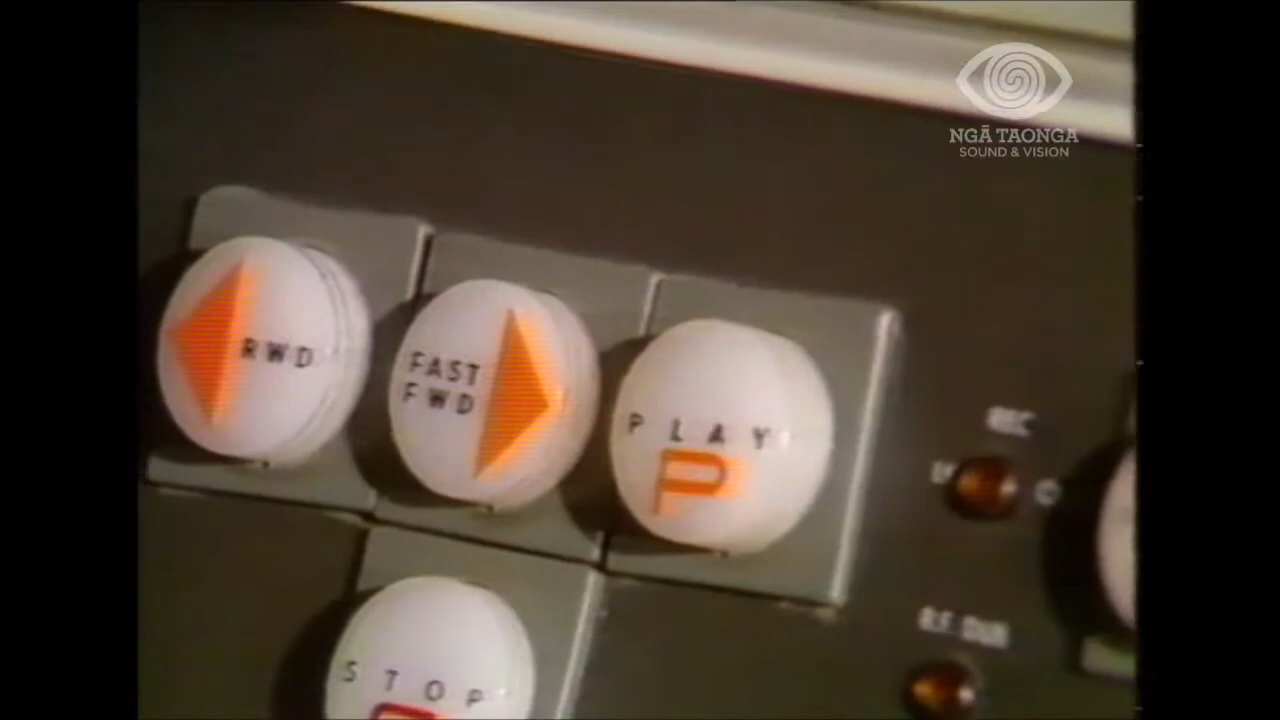 NGĀ TAONGA
SOUND & VISION
RWD
FAST
FWD
PLAY
P
REC
STOP